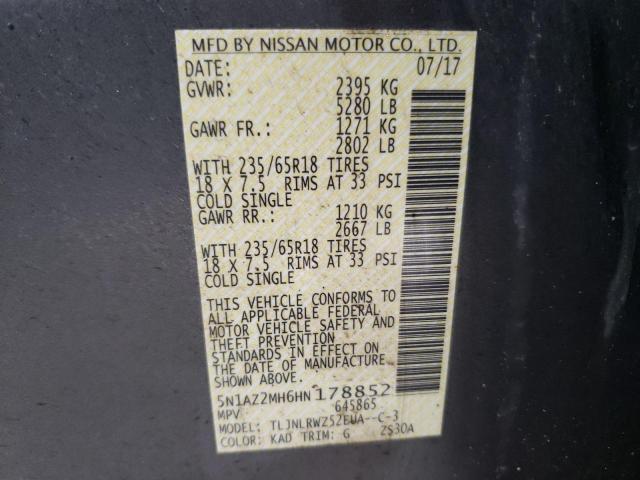 MFD BY NISSAN MOTOR CO., LTD.
DATE: 07/17
GVWR: 2395 KG
5280 LB
GAWR FR.: 1271 KG
2802 LB
WITH 235/65R18 TIRES
18 X 7.5 RIMS AT 33 PSI
COLD SINGLE
GAWR RR.: 1210 KG
2667 LB
WITH 235/65R18 TIRES
18 X 7.5 RIMS AT 33 PSI
COLD SINGLE
THIS VEHICLE CONFORMS TO
ALL APPLICABLE FEDERAL
MOTOR VEHICLE SAFETY AND
THEFT PREVENTION
STANDARDS IN EFFECT ON
THE DATE OF MANUFACTURE
SHOWN ABOVE.
5N1AZ2MH6HN178852
MPV 645865
MODEL: TLJNLRWZ52EUA--C-3
COLOR: KAD TRIM: G ZS30A